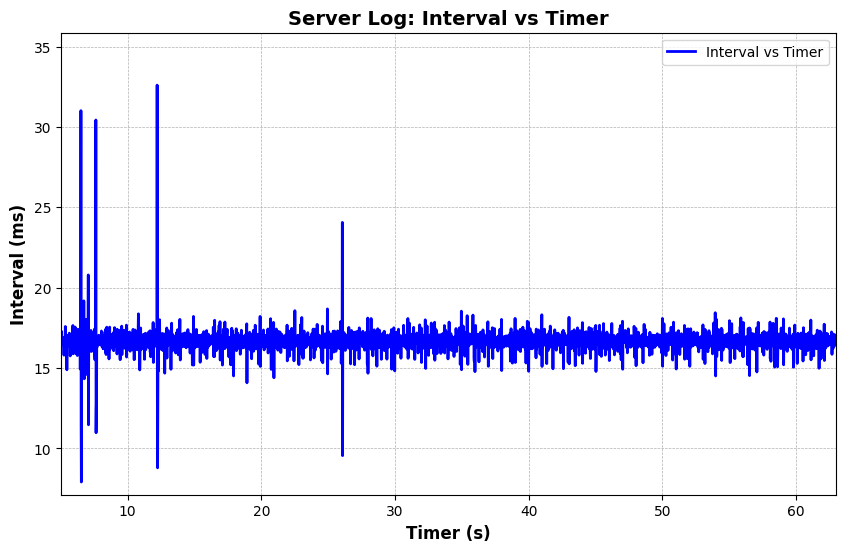 Server Log: Interval vs Timer
Interval vs Timer
35
30
25
20
15
10
Interval (ms)
10 20 30 40 50 60
Timer (s)